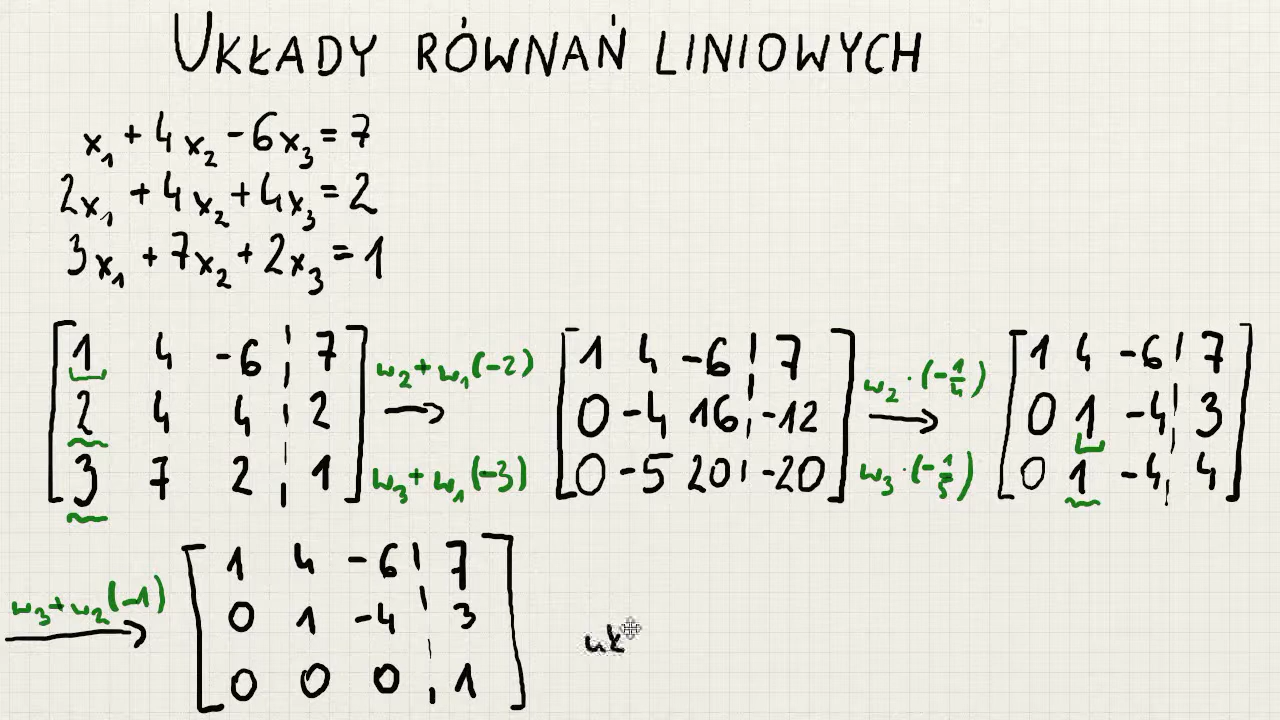 UKŁADY RÓWNAŃ LINIOWYCH
x₁ + 4x₂ - 6x₃ = 7
2x₁ + 4x₂ + 4x₃ = 2
3x₁ + 7x₂ + 2x₃ = 1
1 4 -6 ¦ 7
2 4 4 ¦ 2
3 7 2 ¦ 1
w₂+w₁(-2)
w₃+w₁(-3)
1 4 -6 ¦ 7
0 -4 16 ¦ -12
0 -5 20 ¦ -20
w₂·(-1/4)
w₃·(-1/5)
1 4 -6 ¦ 7
0 1 -4 ¦ 3
0 1 -4 ¦ 4
w₃+w₂(-1)
1 4 -6 ¦ 7
0 1 -4 ¦ 3
0 0 0 ¦ 1
ukł